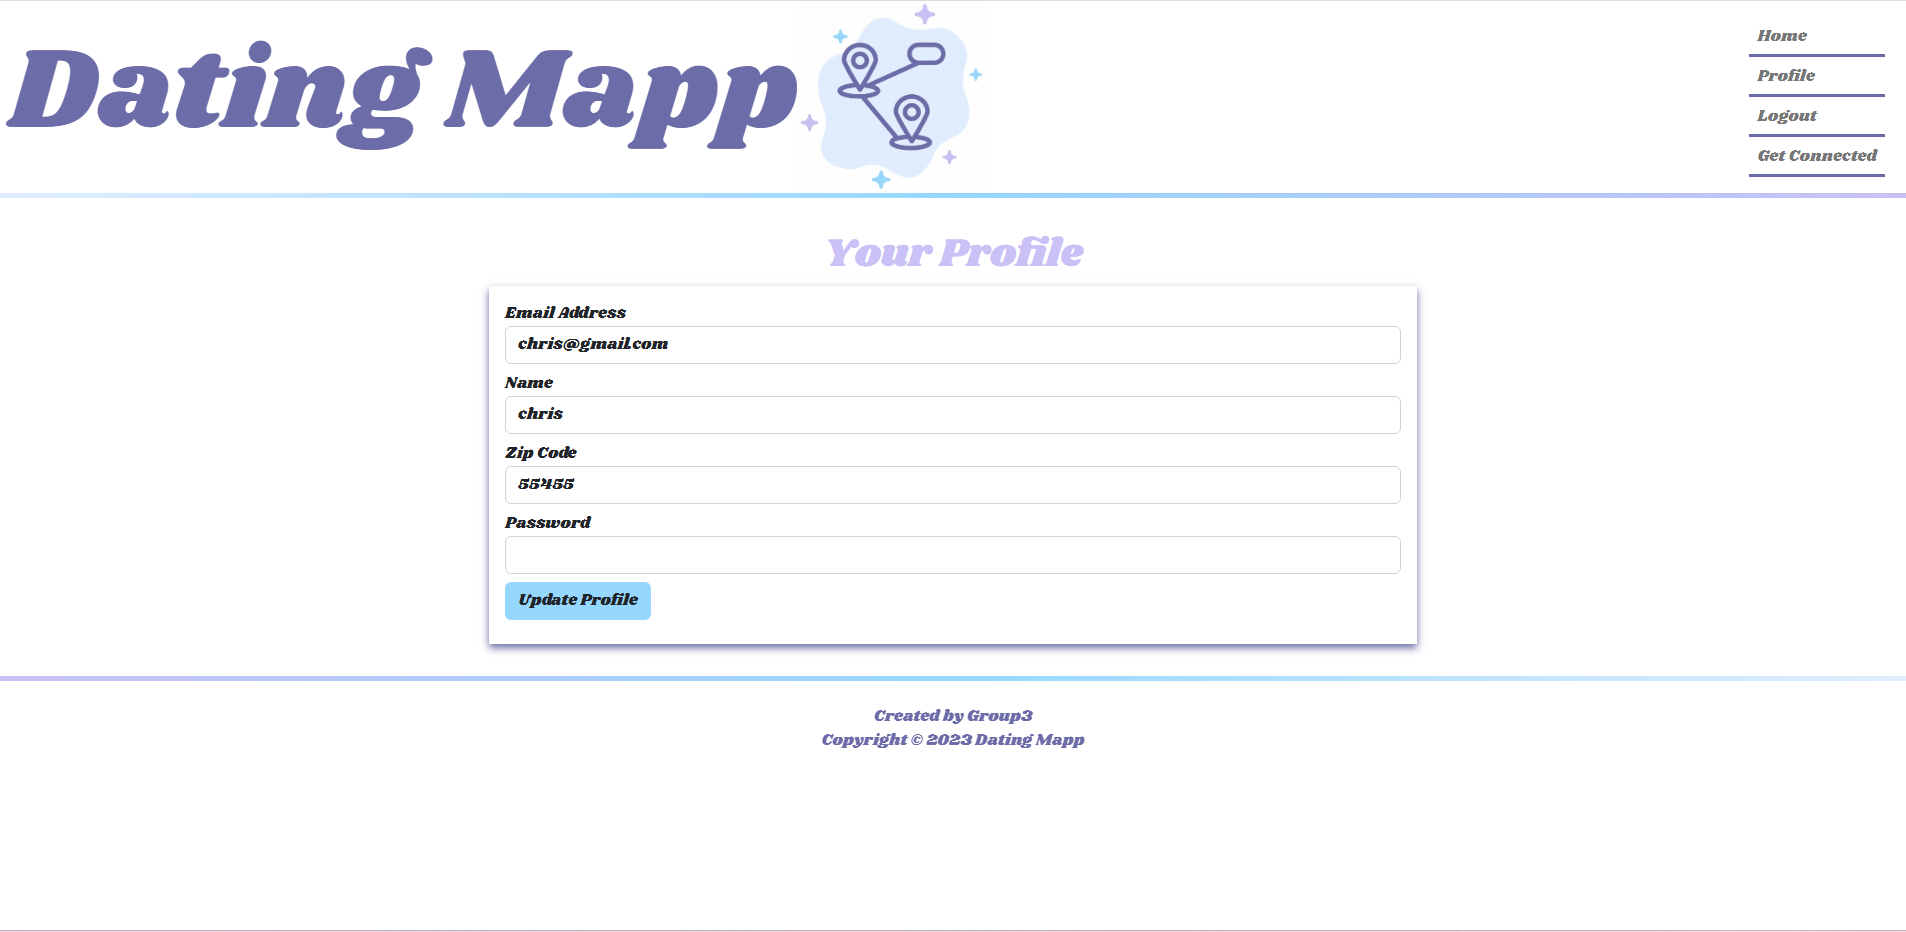 Dating Mapp
Home
Profile
Logout
Get Connected
Your Profile
Email Address
chris@gmail.com
Name
chris
Zip Code
55455
Password
Update Profile
Created by Group3
Copyright © 2023 Dating Mapp